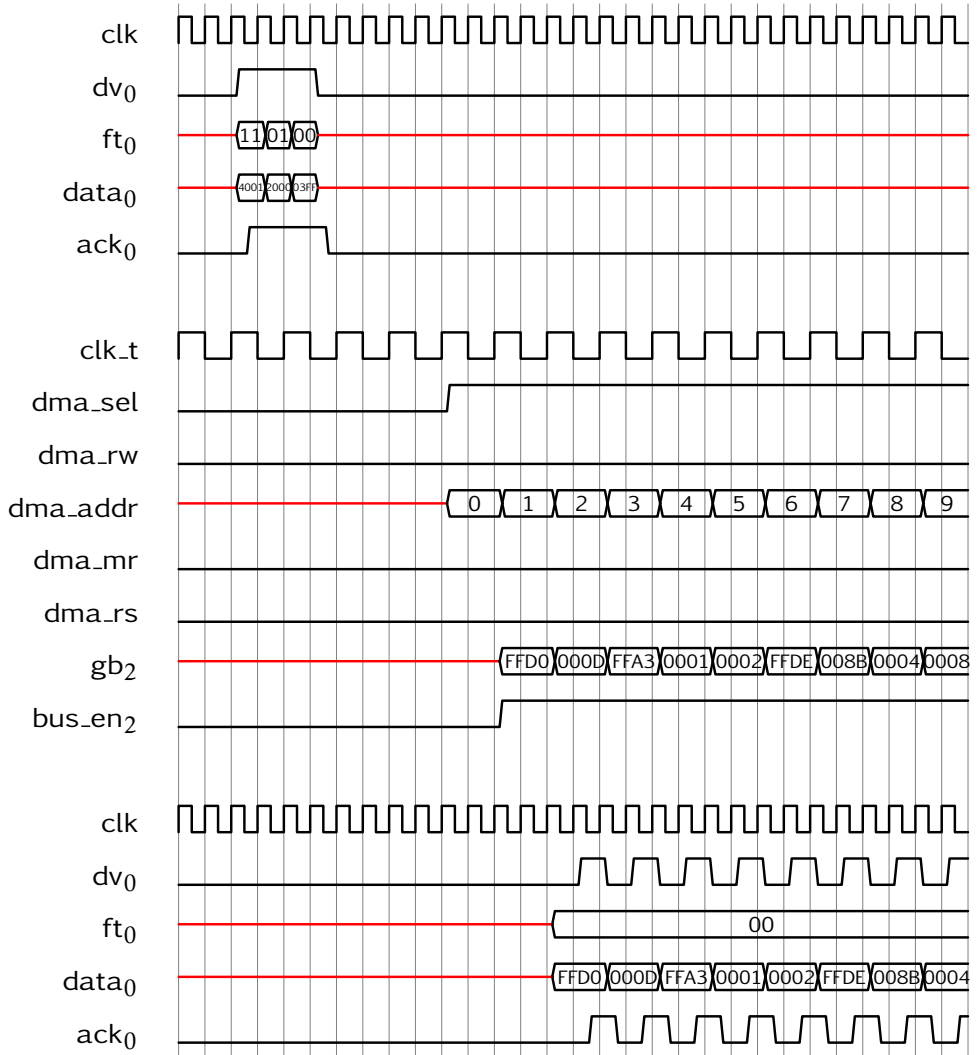 clk
dv0
ft0 11 01 00
data0 4001 2000 03FF
ack0
clk_t
dma_sel
dma_rw
dma_addr 0 1 2 3 4 5 6 7 8 9
dma_mr
dma_rs
gb2 FFD0 000D FFA3 0001 0002 FFDE 008B 0004 0008
bus_en2
clk
dv0
ft0 00
data0 FFD0 000D FFA3 0001 0002 FFDE 008B 0004
ack0